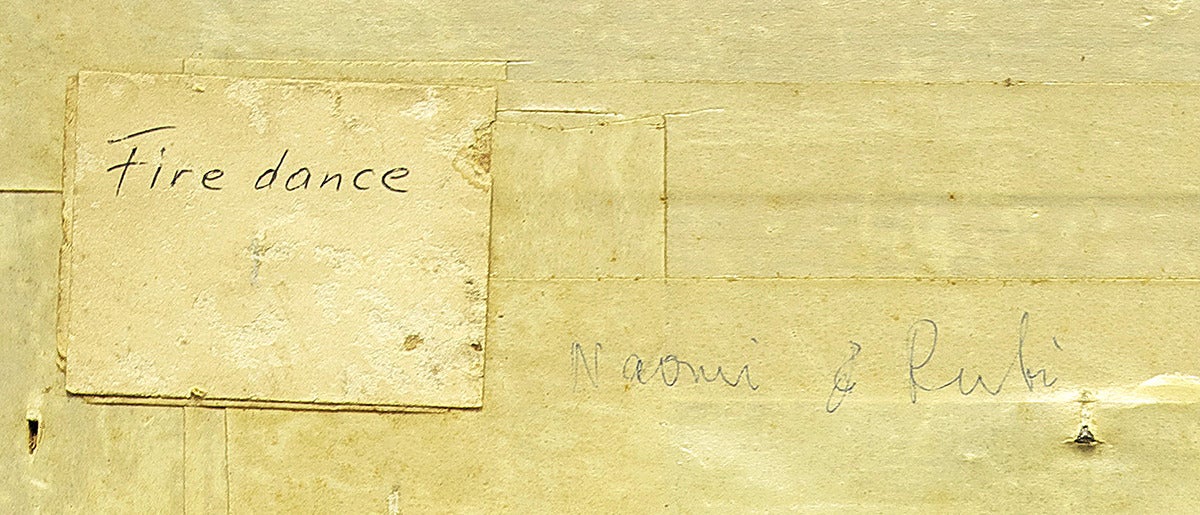 Fire dance
Naomi & Rubi